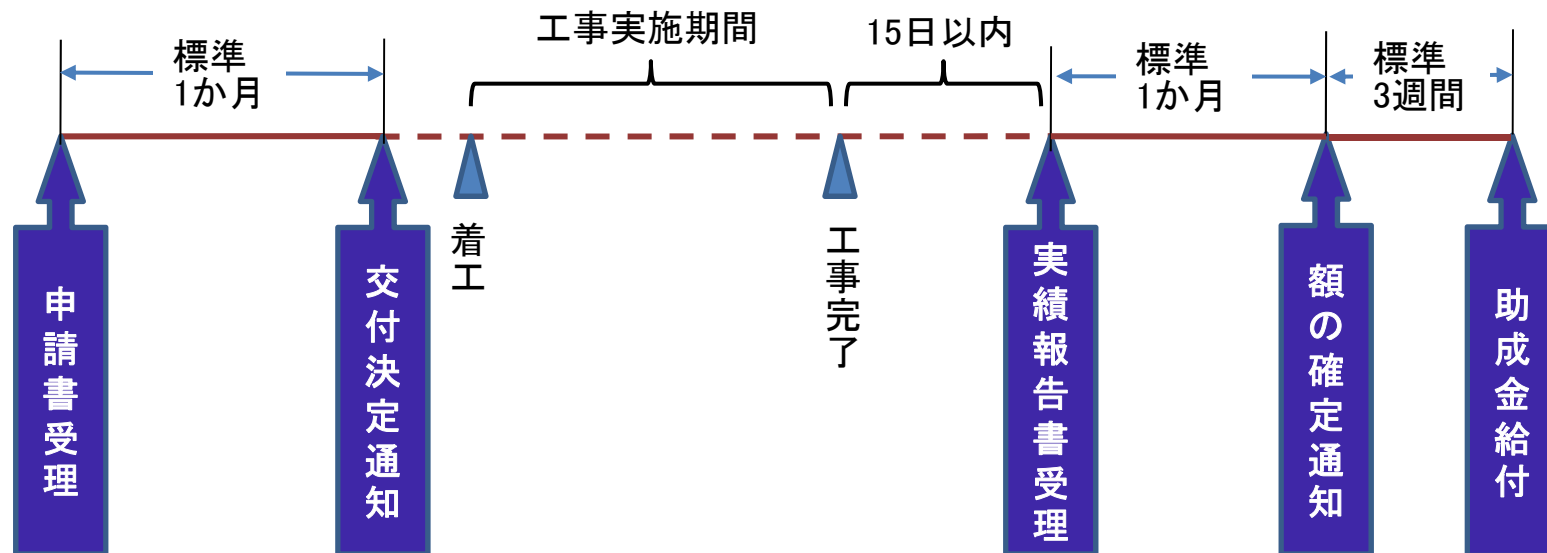 標準
1か月
工事実施期間
15日以内
標準
1か月
標準
3週間
申請書受理
交付決定通知
着工
工事完了
実績報告書受理
額の確定通知
助成金給付